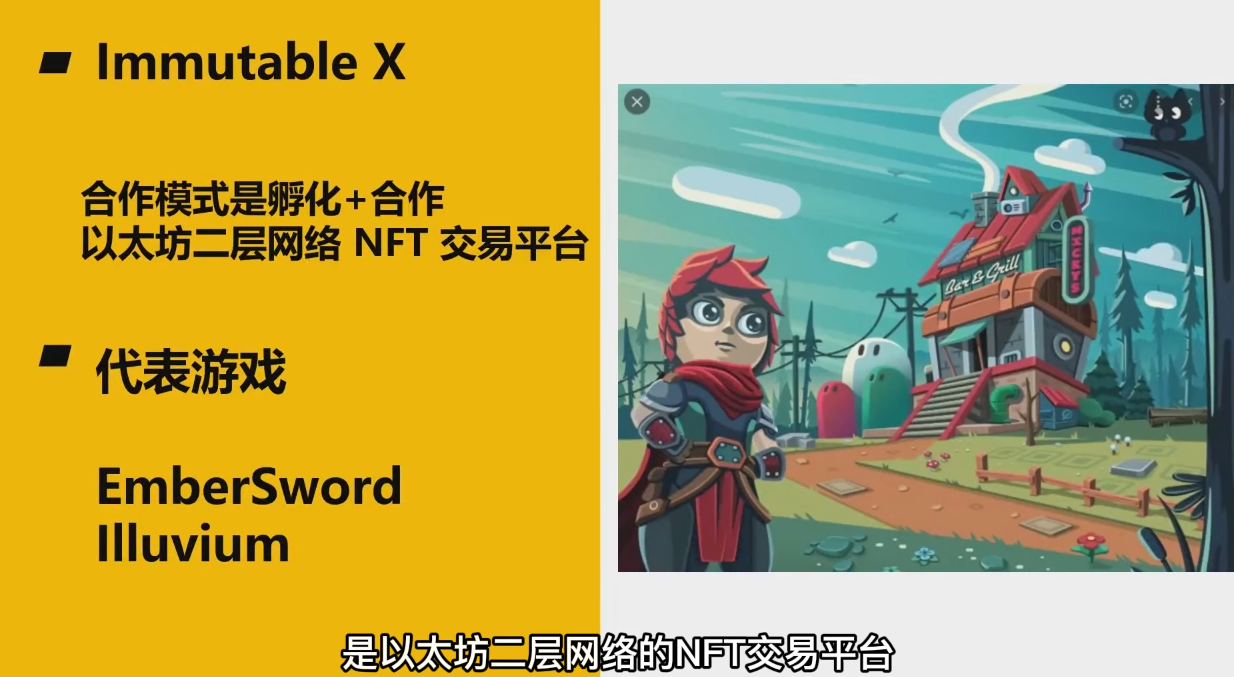 Immutable X
合作模式是孵化+合作
以太坊二层网络 NFT 交易平台
代表游戏
EmberSword
Illuvium
Bar & Grill
MICKY'S
是以太坊二层网络的NFT交易平台